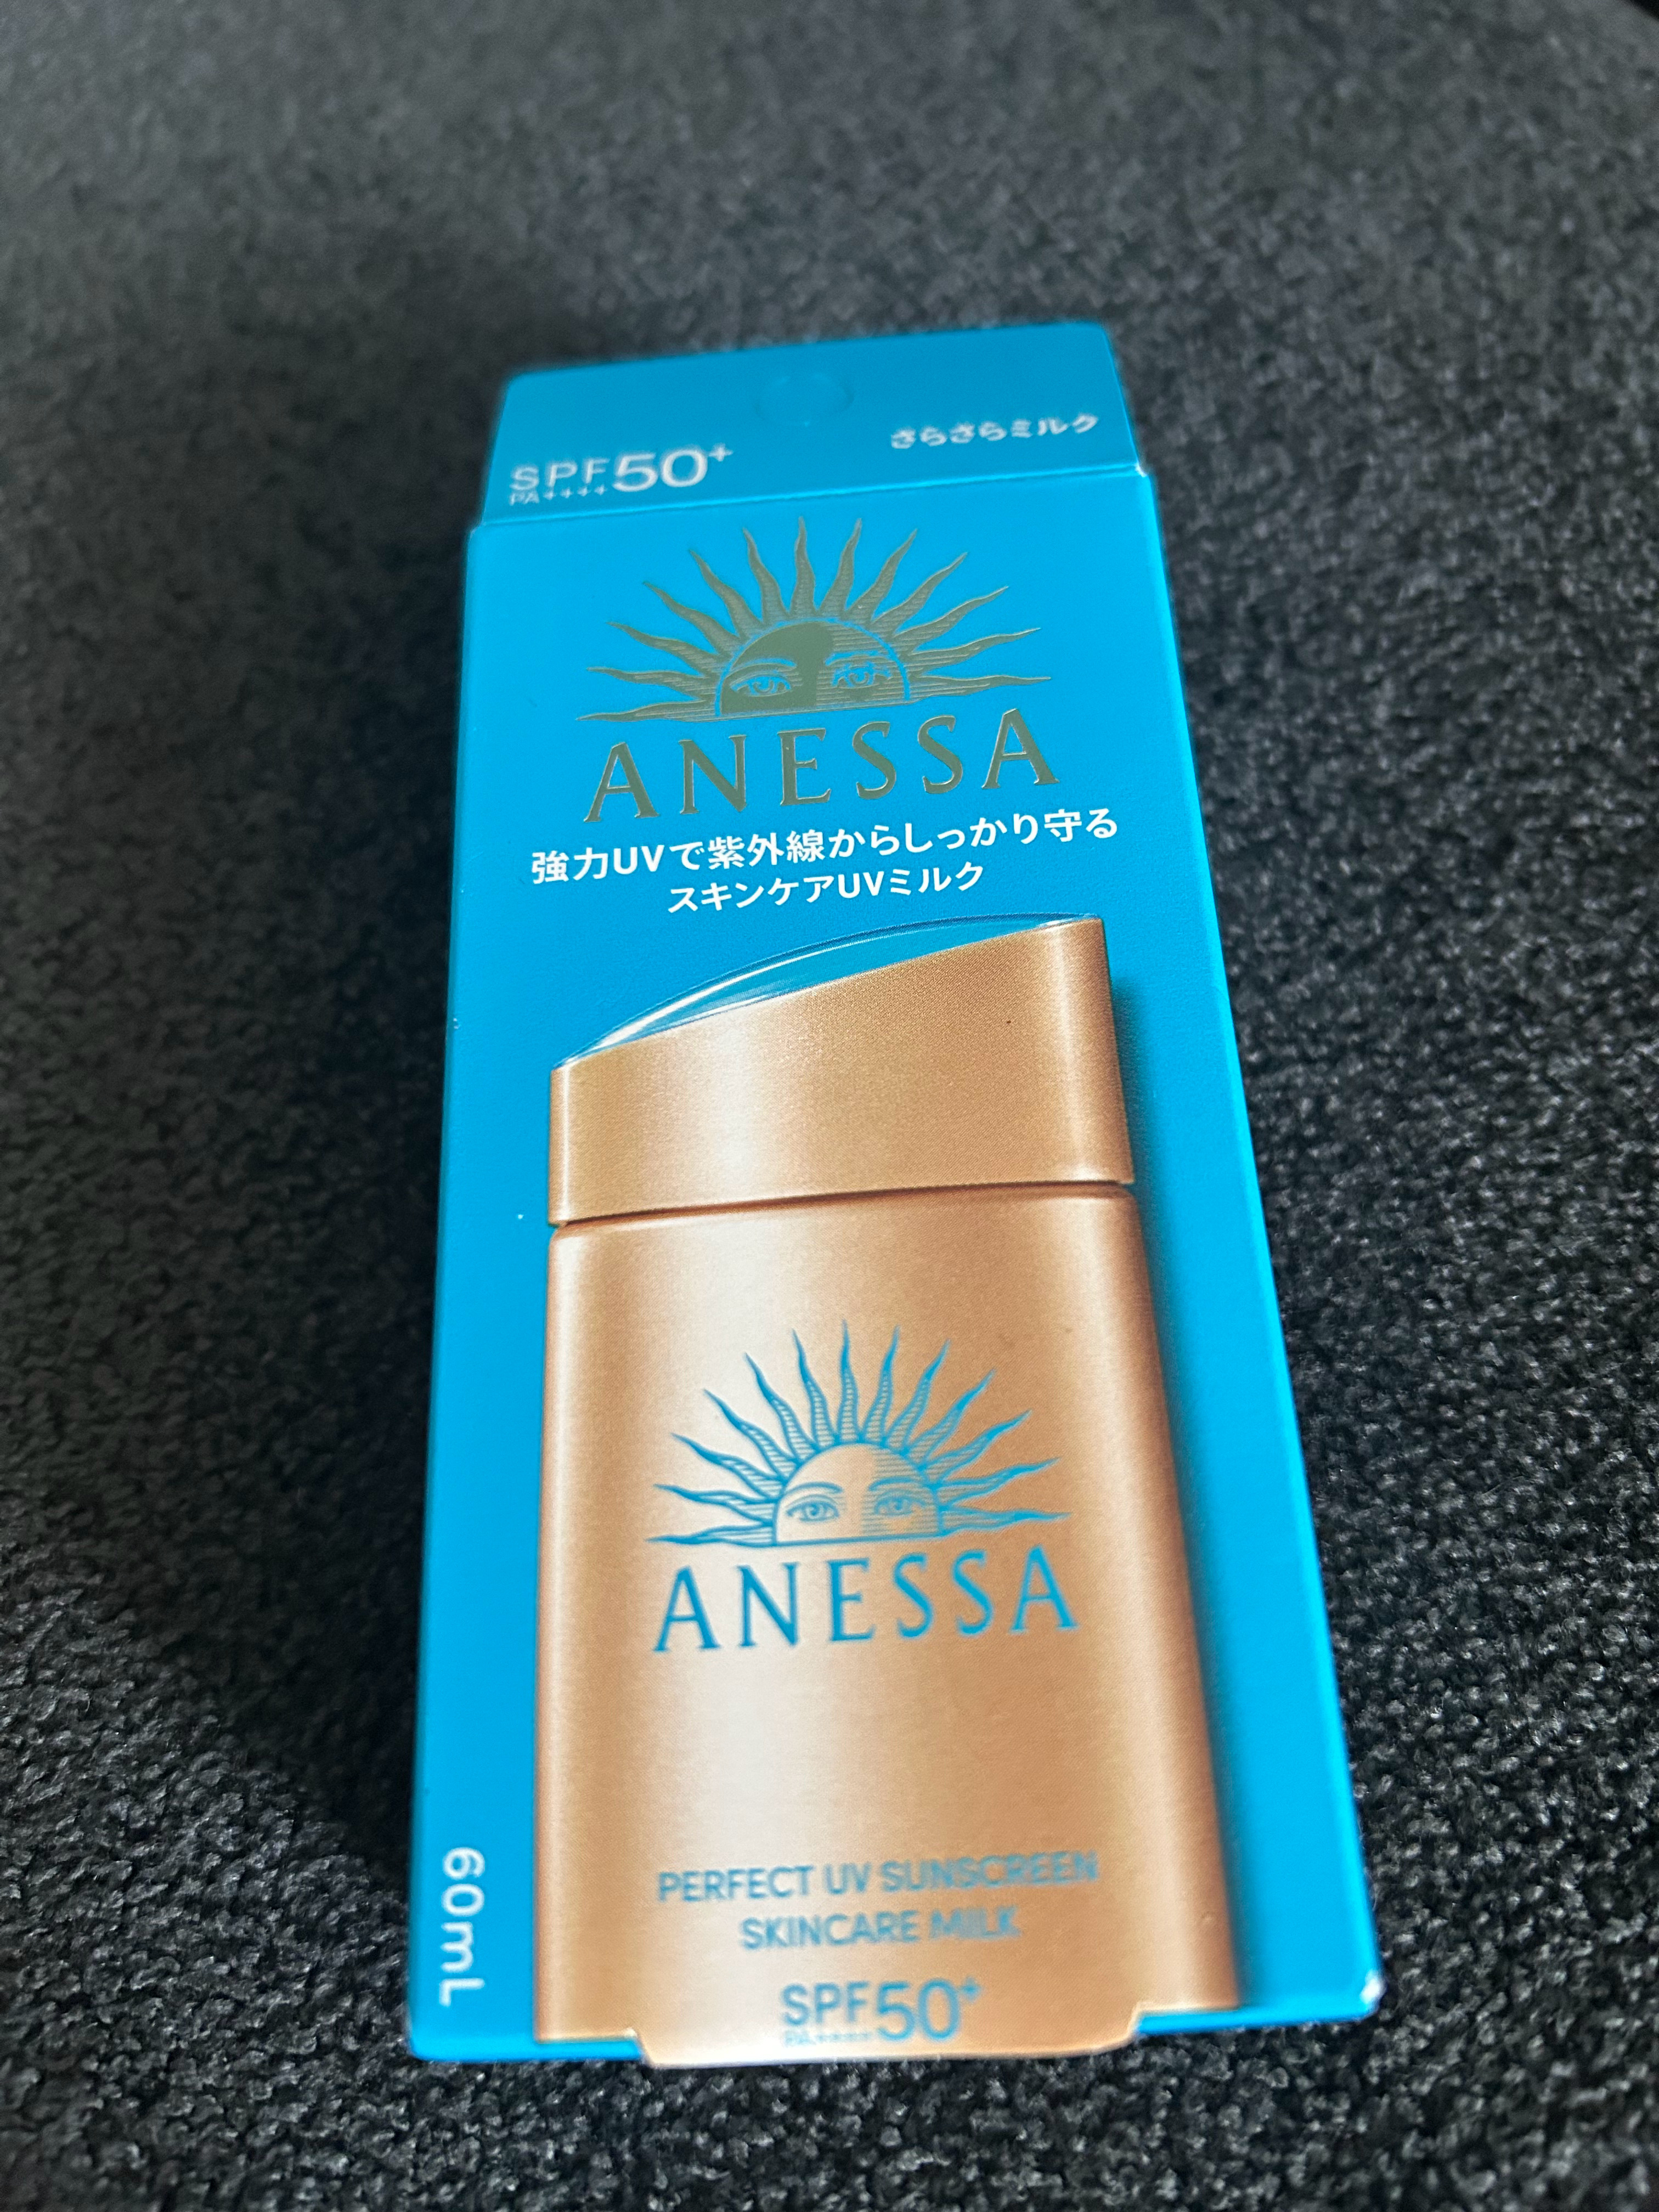 SPF50+
PA++++
さらさらミルク
ANESSA
強力UVで紫外線からしっかり守る
スキンケアUVミルク
ANESSA
PERFECT UV SUNSCREEN
SKINCARE MILK
SPF50+
PA++++
60mL